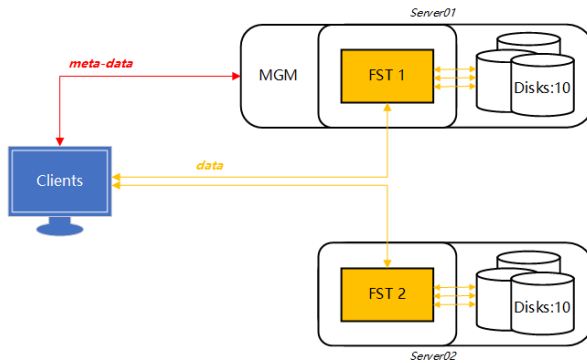 Server01
meta-data
MGM
FST 1
Disks:10
data
Clients
FST 2
Disks:10
Server02